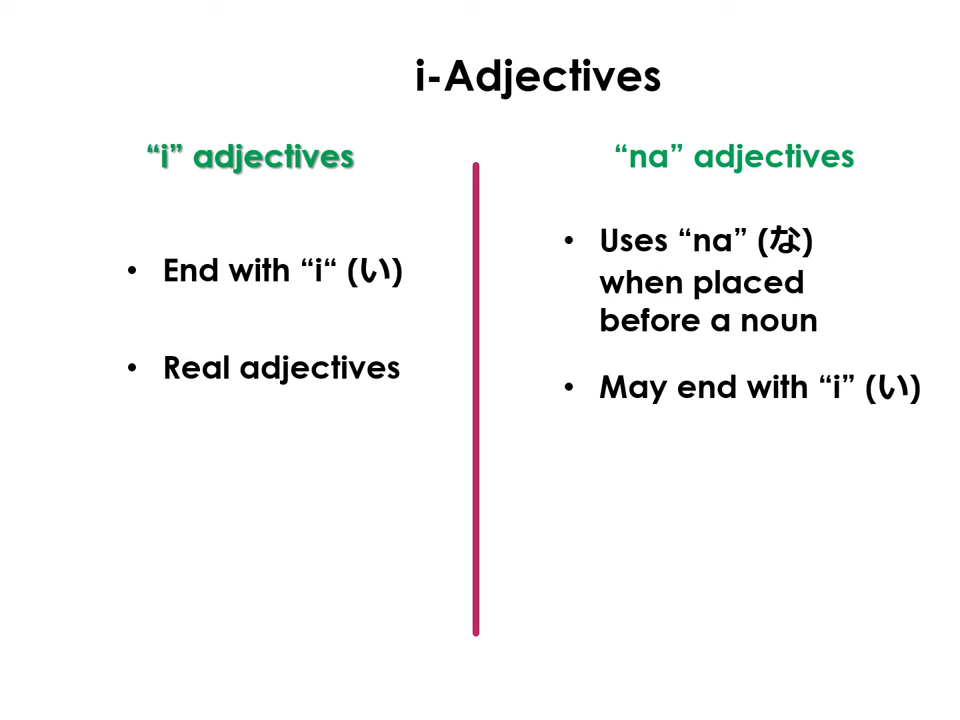 i-Adjectives
“i” adjectives
• End with “i“ (い)
• Real adjectives
“na” adjectives
• Uses “na” (な)
when placed
before a noun
• May end with “i” (い)